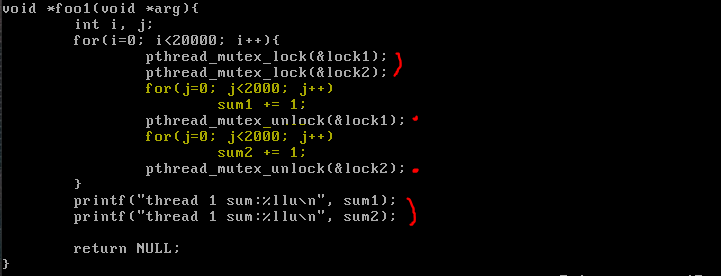 void *foo1(void *arg){
int i, j;
for(i=0; i<20000; i++){
pthread_mutex_lock(&lock1);
pthread_mutex_lock(&lock2);
for(j=0; j<2000; j++)
sum1 += 1;
pthread_mutex_unlock(&lock1);
for(j=0; j<2000; j++)
sum2 += 1;
pthread_mutex_unlock(&lock2);
}
printf("thread 1 sum:%llu\n", sum1);
printf("thread 1 sum:%llu\n", sum2);
return NULL;
}